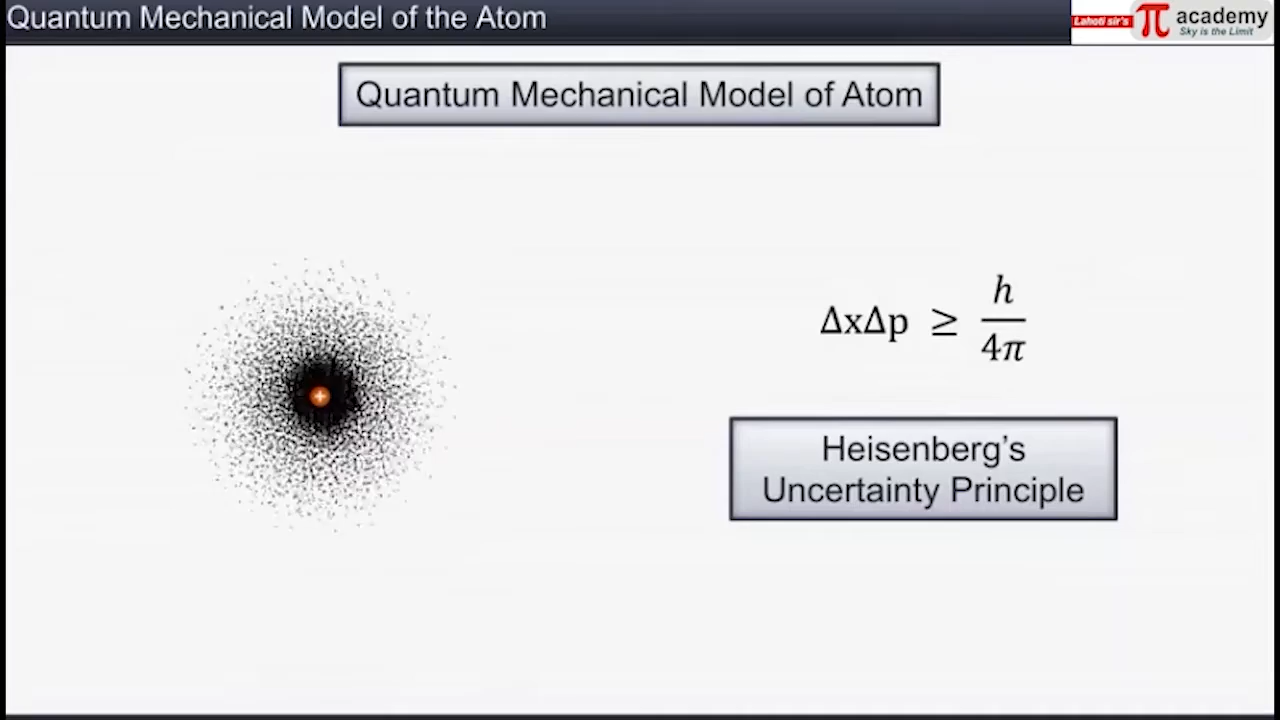 Quantum Mechanical Model of the Atom
Lahoti sir's
π academy
Sky is the Limit
Quantum Mechanical Model of Atom
+
ΔxΔp ≥ h/4π
Heisenberg's
Uncertainty Principle